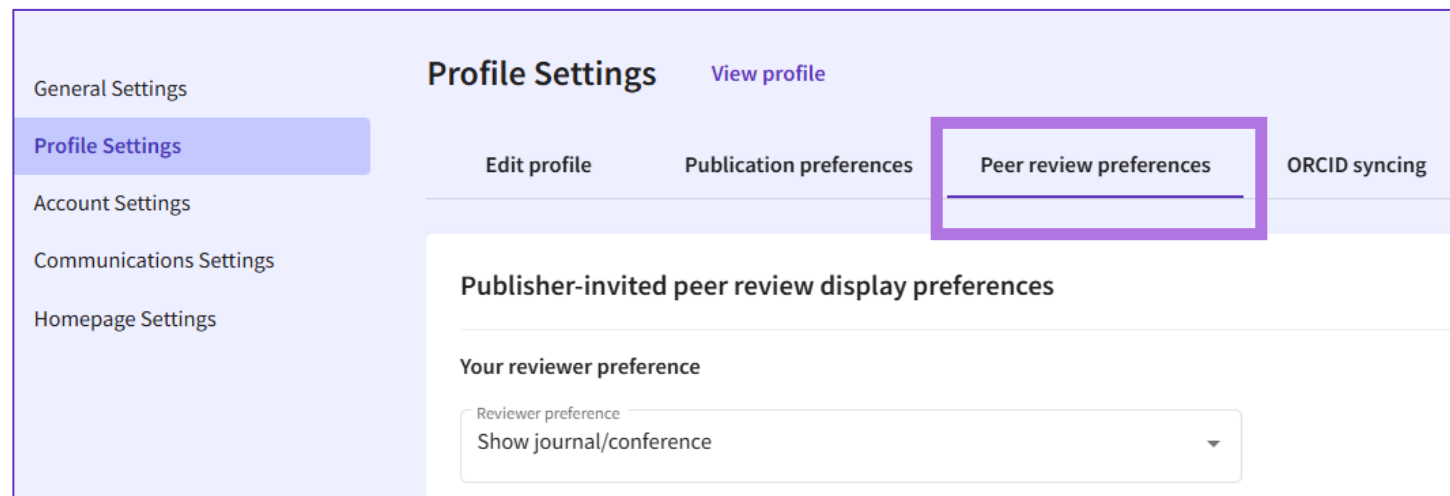 General Settings
Profile Settings
Account Settings
Communications Settings
Homepage Settings
Profile Settings View profile
Edit profile Publication preferences Peer review preferences ORCID syncing
Publisher-invited peer review display preferences
Your reviewer preference
Reviewer preference
Show journal/conference